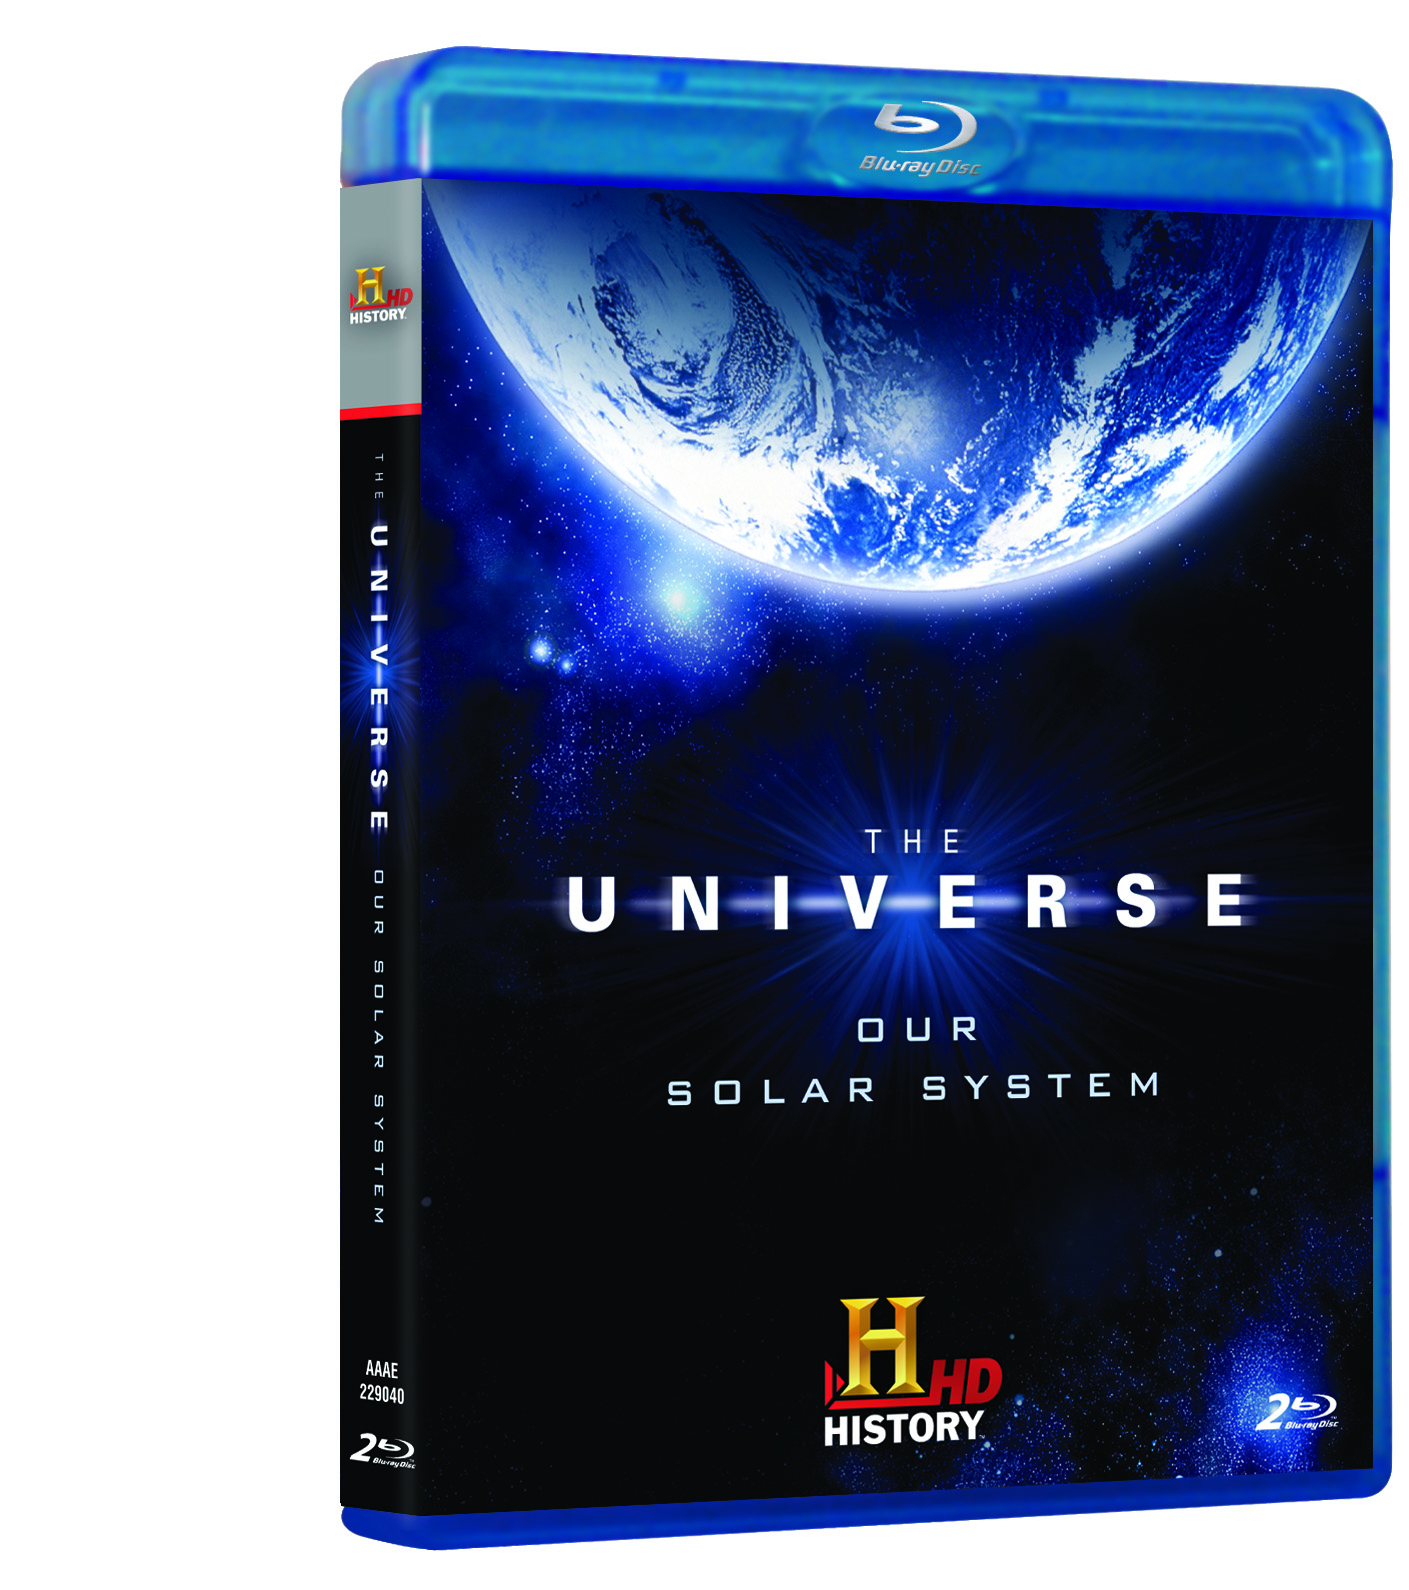 Blu-ray Disc
H HD
HISTORY
THE UNIVERSE OUR SOLAR SYSTEM
AAAE
229040
2 Blu-ray Disc
THE
UNIVERSE
OUR
SOLAR SYSTEM
H HD
HISTORY
2 Blu-ray Disc